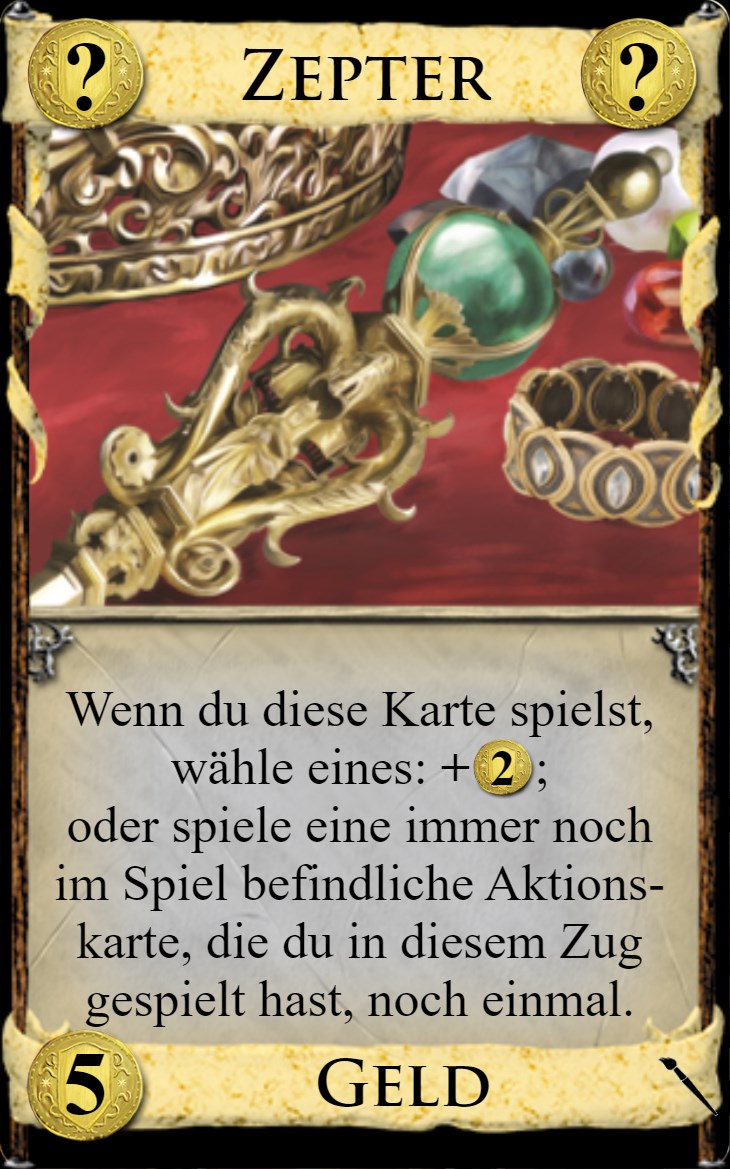 ? Zepter ?
Wenn du diese Karte spielst,
wähle eines: +2;
oder spiele eine immer noch
im Spiel befindliche Aktions-
karte, die du in diesem Zug
gespielt hast, noch einmal.
5 Geld